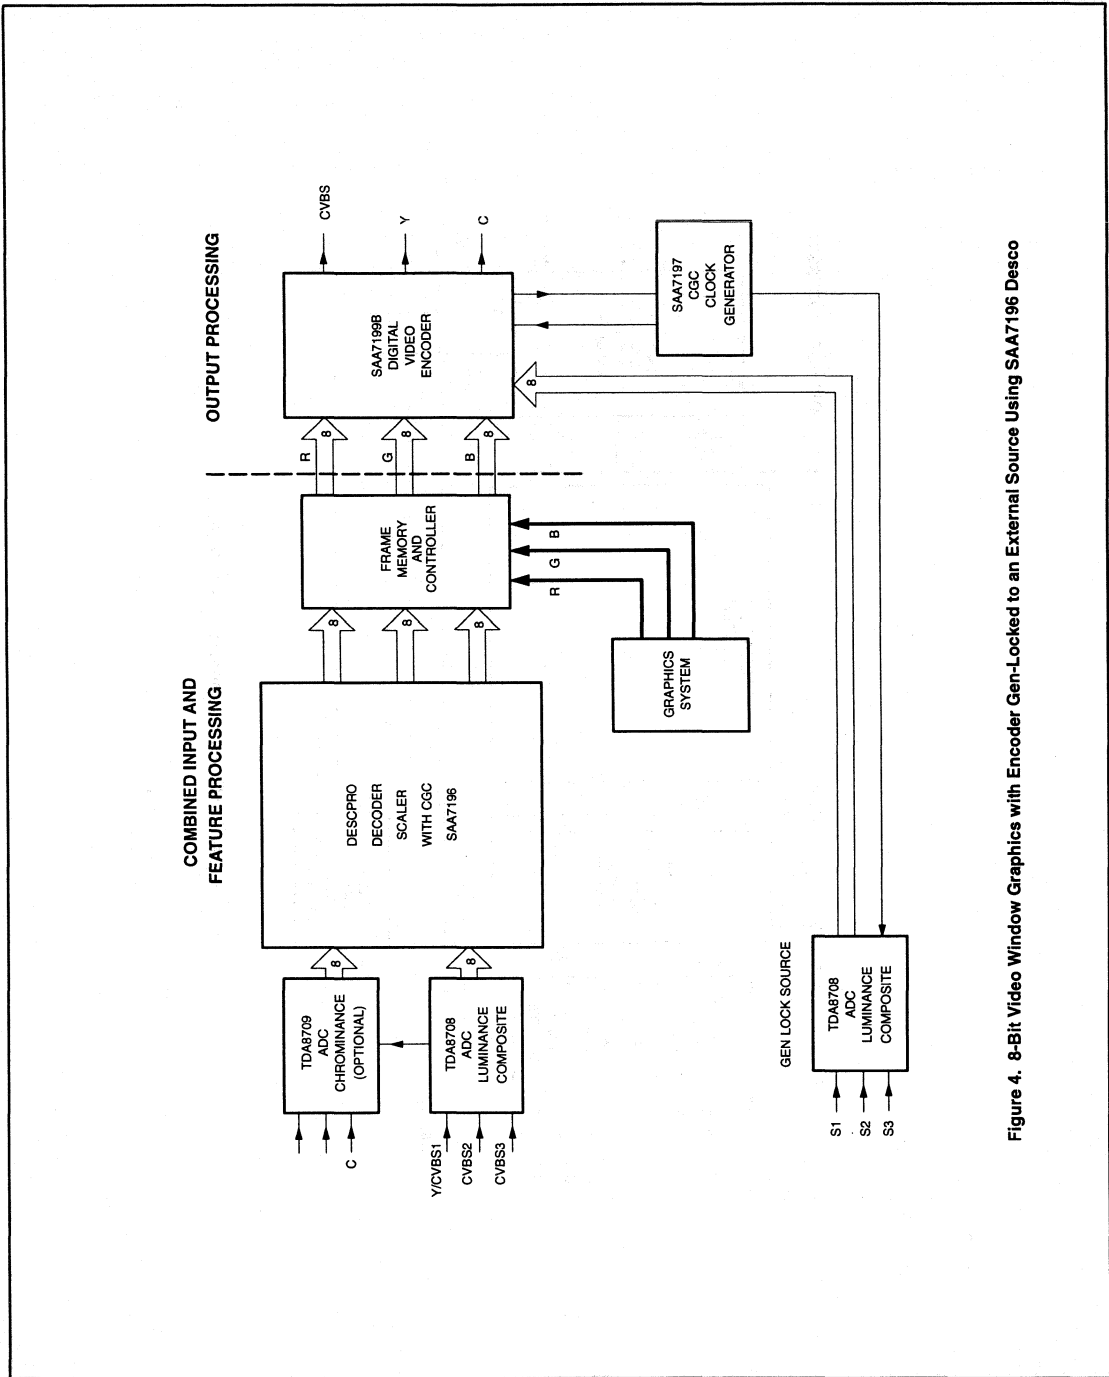 COMBINED INPUT AND
FEATURE PROCESSING
OUTPUT PROCESSING
C
TDA8709
ADC
CHROMINANCE
(OPTIONAL)
8
Y/CVBS1
CVBS2
CVBS3
TDA8708
ADC
LUMINANCE
COMPOSITE
8
DESCPRO
DECODER
SCALER
WITH CGC
SAA7196
8
8
8
FRAME
MEMORY
AND
CONTROLLER
R
G
B
8
8
8
SAA7199B
DIGITAL
VIDEO
ENCODER
CVBS
Y
C
R
G
B
GRAPHICS
SYSTEM
8
SAA7197
CGC
CLOCK
GENERATOR
GEN LOCK SOURCE
S1
S2
S3
TDA8708
ADC
LUMINANCE
COMPOSITE
Figure 4. 8-Bit Video Window Graphics with Encoder Gen-Locked to an External Source Using SAA7196 Desco